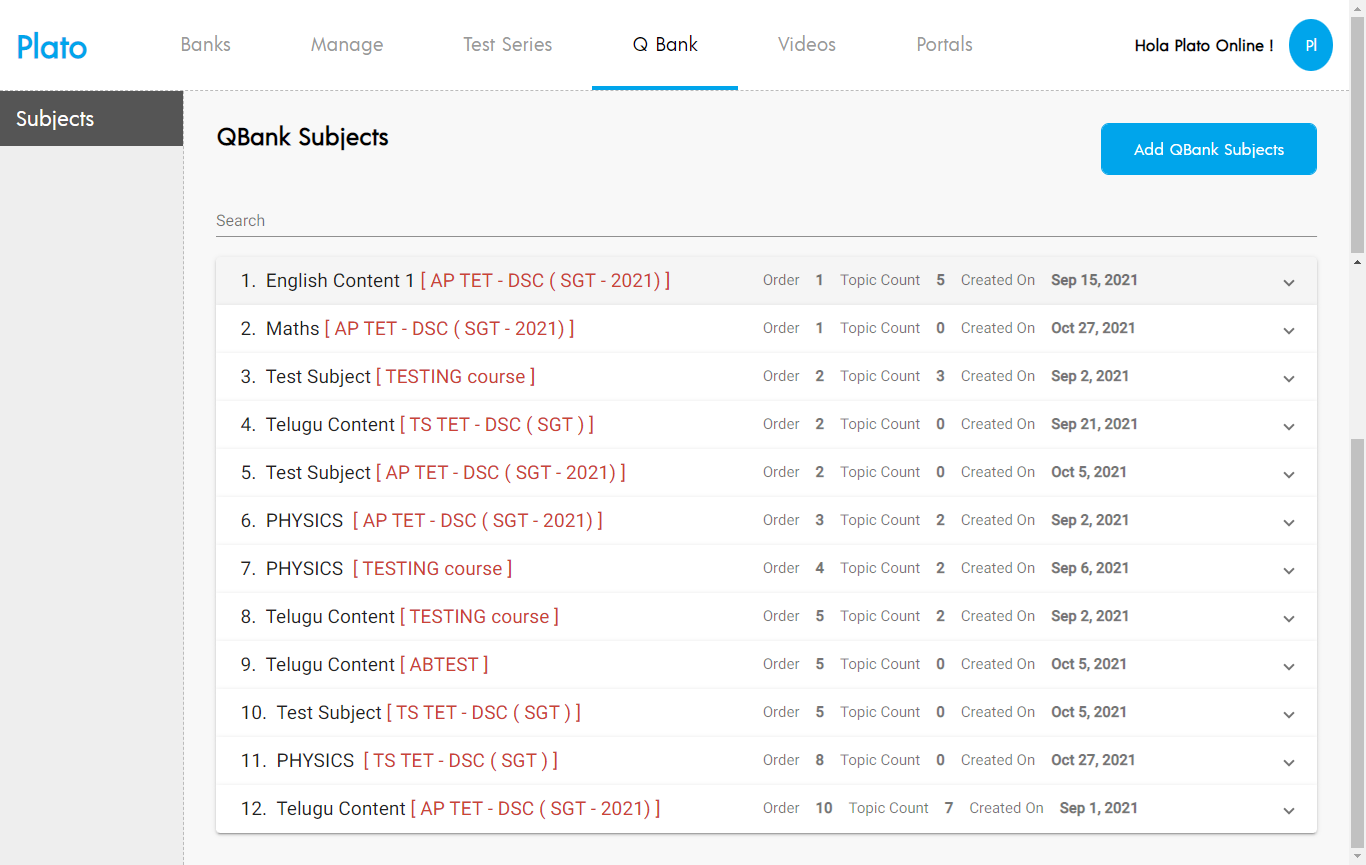 Plato Banks Manage Test Series Q Bank Videos Portals Hola Plato Online ! Pl
Subjects
QBank Subjects
Add QBank Subjects
Search
1. English Content 1 [ AP TET - DSC ( SGT - 2021) ] Order 1 Topic Count 5 Created On Sep 15, 2021
2. Maths [ AP TET - DSC ( SGT - 2021) ] Order 1 Topic Count 0 Created On Oct 27, 2021
3. Test Subject [ TESTING course ] Order 2 Topic Count 3 Created On Sep 2, 2021
4. Telugu Content [ TS TET - DSC ( SGT ) ] Order 2 Topic Count 0 Created On Sep 21, 2021
5. Test Subject [ AP TET - DSC ( SGT - 2021) ] Order 2 Topic Count 0 Created On Oct 5, 2021
6. PHYSICS [ AP TET - DSC ( SGT - 2021) ] Order 3 Topic Count 2 Created On Sep 2, 2021
7. PHYSICS [ TESTING course ] Order 4 Topic Count 2 Created On Sep 6, 2021
8. Telugu Content [ TESTING course ] Order 5 Topic Count 2 Created On Sep 2, 2021
9. Telugu Content [ ABTEST ] Order 5 Topic Count 0 Created On Oct 5, 2021
10. Test Subject [ TS TET - DSC ( SGT ) ] Order 5 Topic Count 0 Created On Oct 5, 2021
11. PHYSICS [ TS TET - DSC ( SGT ) ] Order 8 Topic Count 0 Created On Oct 27, 2021
12. Telugu Content [ AP TET - DSC ( SGT - 2021) ] Order 10 Topic Count 7 Created On Sep 1, 2021